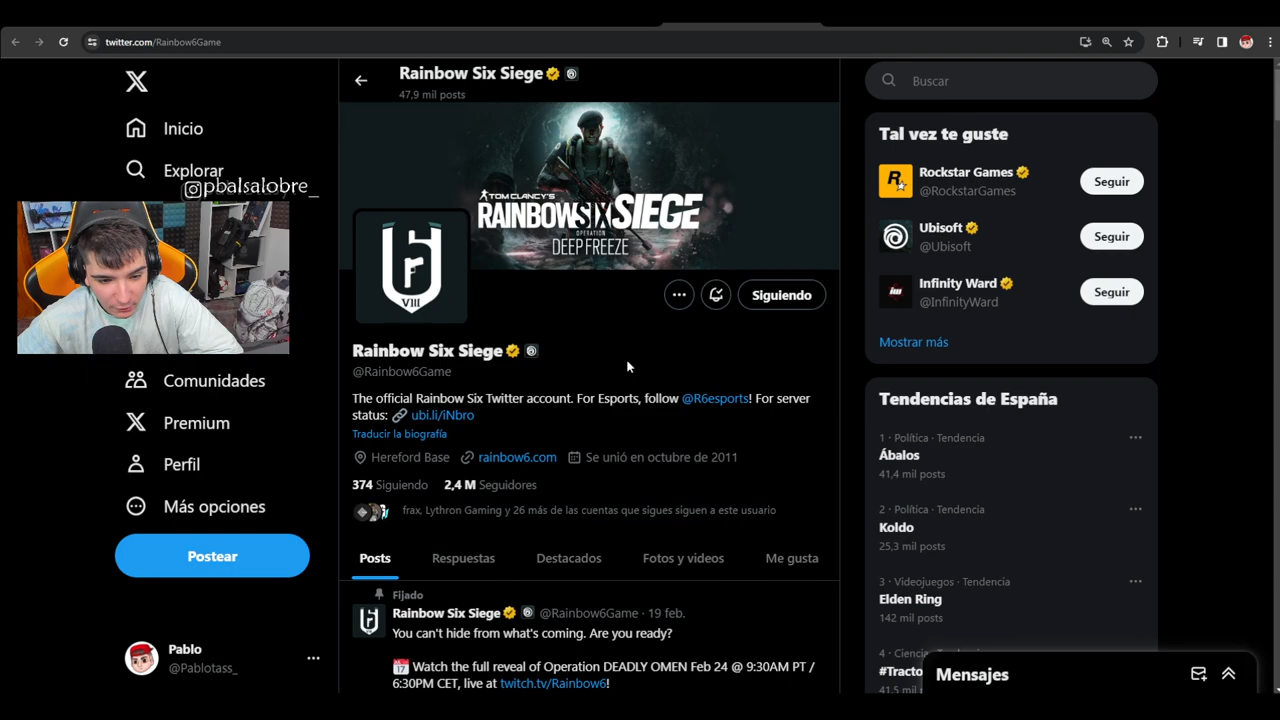 twitter.com/Rainbow6Game
Inicio
Explorar
pbalsalobre_
Comunidades
Premium
Perfil
Más opciones
Postear
Pablo
@Pablotass_
Rainbow Six Siege
47,9 mil posts
TOM CLANCY'S
RAINBOW SIX SIEGE
OPERATION
DEEP FREEZE
VIII
Siguiendo
Rainbow Six Siege
@Rainbow6Game
The official Rainbow Six Twitter account. For Esports, follow @R6esports! For server
status: 🔗 ubi.li/iNbro
Traducir la biografía
Hereford Base rainbow6.com Se unió en octubre de 2011
374 Siguiendo 2,4 M Seguidores
frax, Lythron Gaming y 26 más de las cuentas que sigues siguen a este usuario
Posts Respuestas Destacados Fotos y videos Me gusta
Fijado
Rainbow Six Siege @Rainbow6Game · 19 feb.
You can't hide from what's coming. Are you ready?
📅 Watch the full reveal of Operation DEADLY OMEN Feb 24 @ 9:30AM PT /
6:30PM CET, live at twitch.tv/Rainbow6!
Buscar
Tal vez te guste
Rockstar Games
@RockstarGames
Seguir
Ubisoft
@Ubisoft
Seguir
Infinity Ward
@InfinityWard
Seguir
Mostrar más
Tendencias de España
1 · Política · Tendencia
Ábalos
41,4 mil posts
2 · Política · Tendencia
Koldo
25,3 mil posts
3 · Videojuegos · Tendencia
Elden Ring
142 mil posts
Mensajes